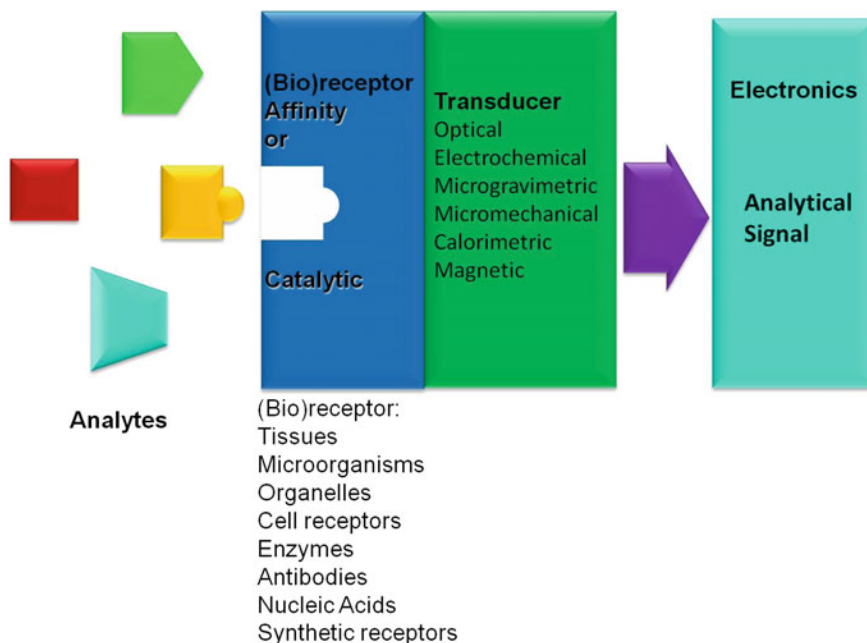 (Bio)receptor
Affinity
or
Catalytic
Transducer
Optical
Electrochemical
Microgravimetric
Micromechanical
Calorimetric
Magnetic
Electronics
Analytical
Signal
Analytes
(Bio)receptor:
Tissues
Microorganisms
Organelles
Cell receptors
Enzymes
Antibodies
Nucleic Acids
Synthetic receptors